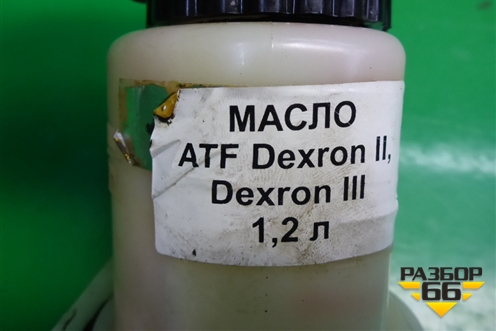 МАСЛО
ATF Dexron II,
Dexron III
1,2 л
РАЗБОР
66